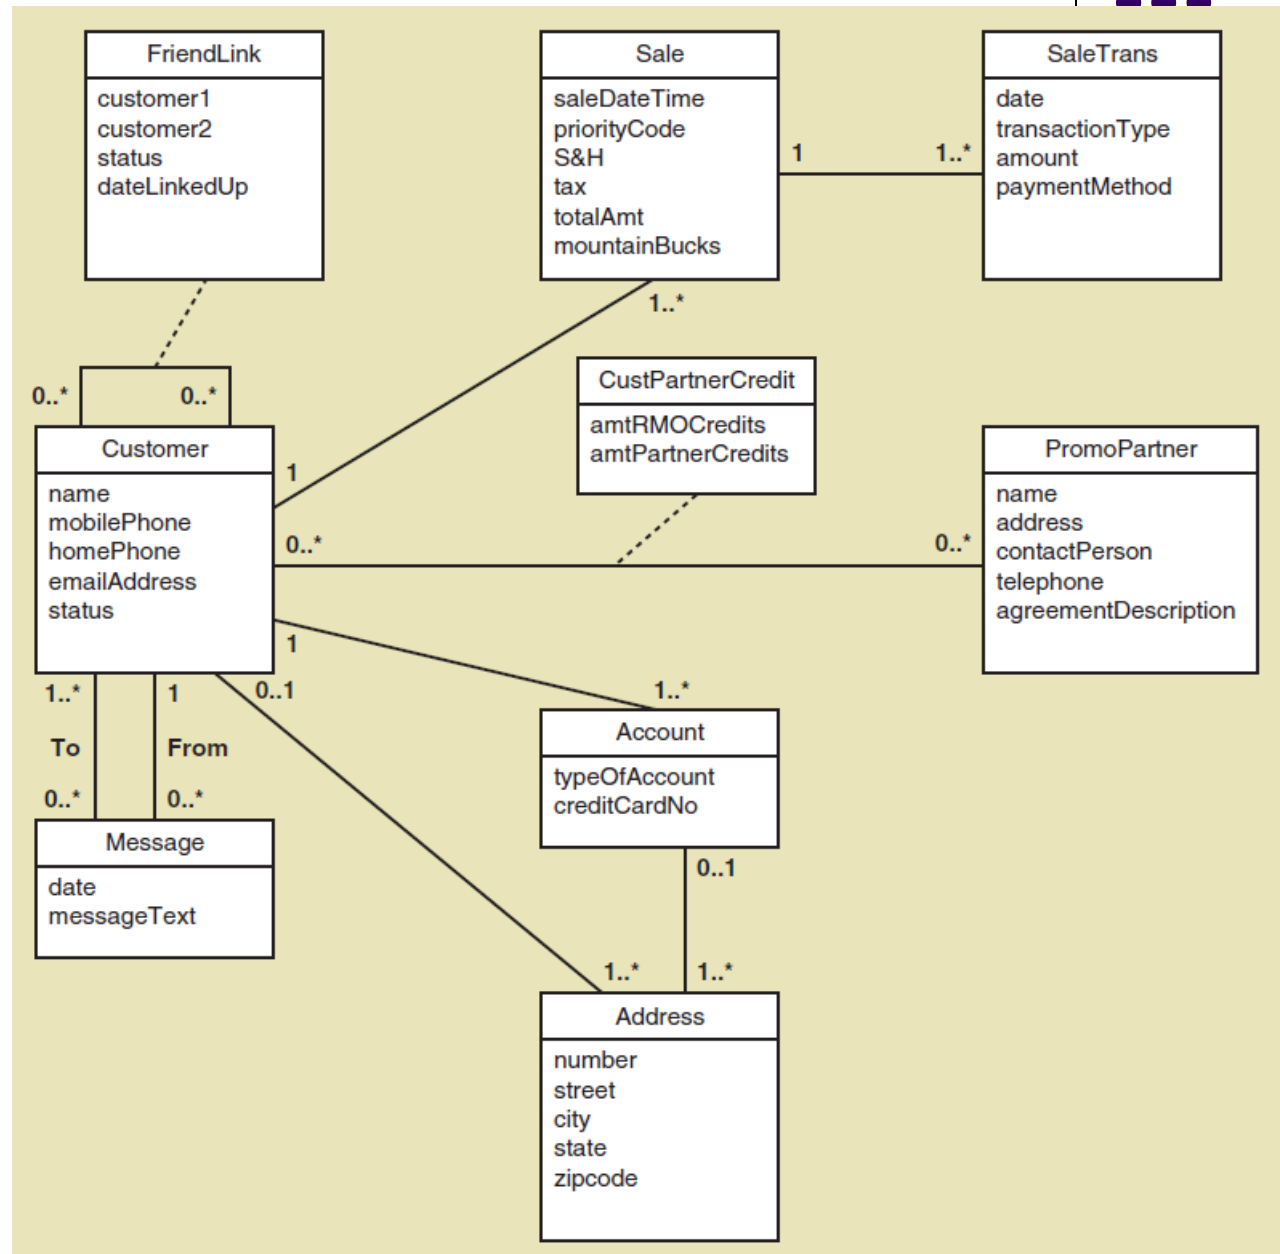 FriendLink
customer1
customer2
status
dateLinkedUp
Sale
saleDateTime
priorityCode
S&H
tax
totalAmt
mountainBucks
1
1..*
SaleTrans
date
transactionType
amount
paymentMethod
1..*
0..*
0..*
CustPartnerCredit
amtRMOCredits
amtPartnerCredits
Customer
name
mobilePhone
homePhone
emailAddress
status
1
0..*
0..*
PromoPartner
name
address
contactPerson
telephone
agreementDescription
1
1..*
1..*
1
0..1
To
From
0..*
0..*
Account
typeOfAccount
creditCardNo
Message
date
messageText
0..1
1..*
1..*
Address
number
street
city
state
zipcode